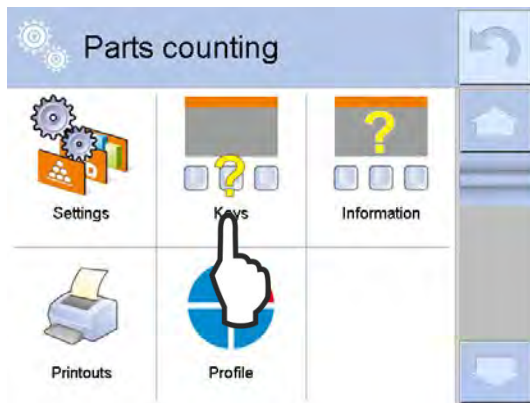 Parts counting
Settings
Keys
Information
Printouts
Profile